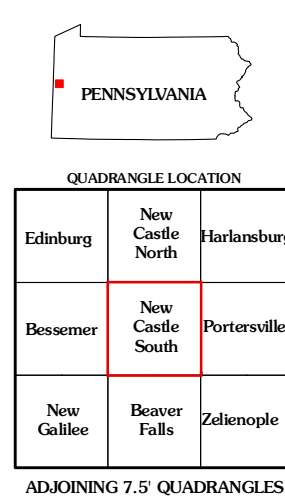 PENNSYLVANIA
QUADRANGLE LOCATION
Edinburg
New
Castle
North
Harlansburg
Bessemer
New
Castle
South
Portersville
New
Galilee
Beaver
Falls
Zelienople
ADJOINING 7.5' QUADRANGLES